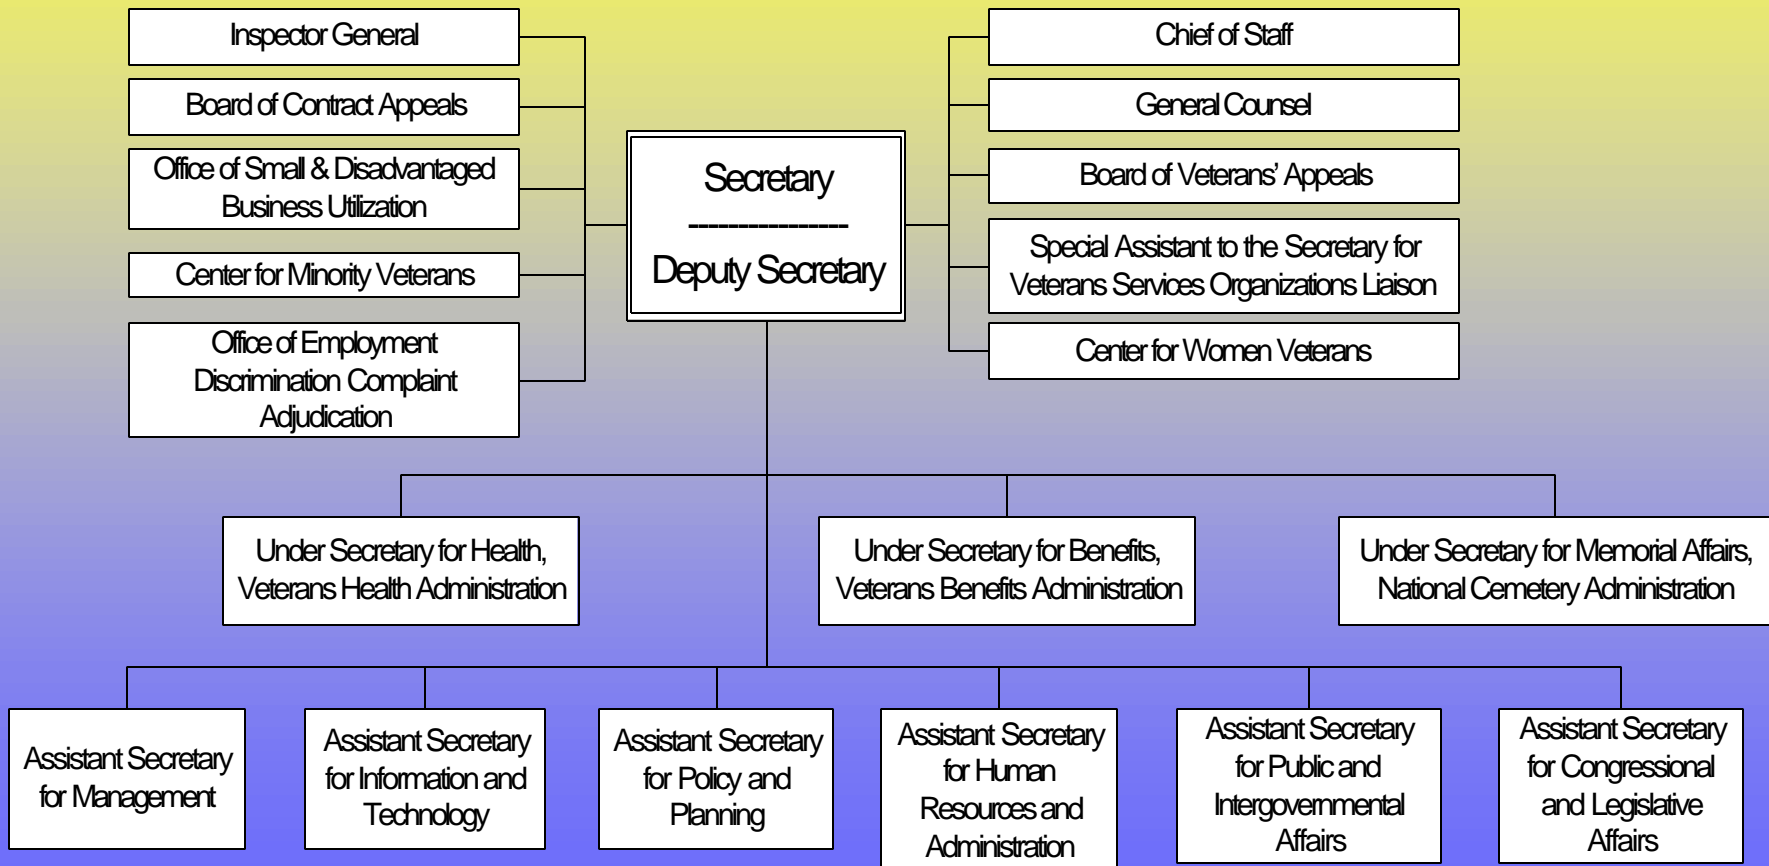 Inspector General
Board of Contract Appeals
Office of Small & Disadvantaged
Business Utilization
Center for Minority Veterans
Office of Employment
Discrimination Complaint
Adjudication
Secretary
----------------
Deputy Secretary
Chief of Staff
General Counsel
Board of Veterans’ Appeals
Special Assistant to the Secretary for
Veterans Services Organizations Liaison
Center for Women Veterans
Under Secretary for Health,
Veterans Health Administration
Under Secretary for Benefits,
Veterans Benefits Administration
Under Secretary for Memorial Affairs,
National Cemetery Administration
Assistant Secretary
for Management
Assistant Secretary
for Information and
Technology
Assistant Secretary
for Policy and
Planning
Assistant Secretary
for Human
Resources and
Administration
Assistant Secretary
for Public and
Intergovernmental
Affairs
Assistant Secretary
for Congressional
and Legislative
Affairs